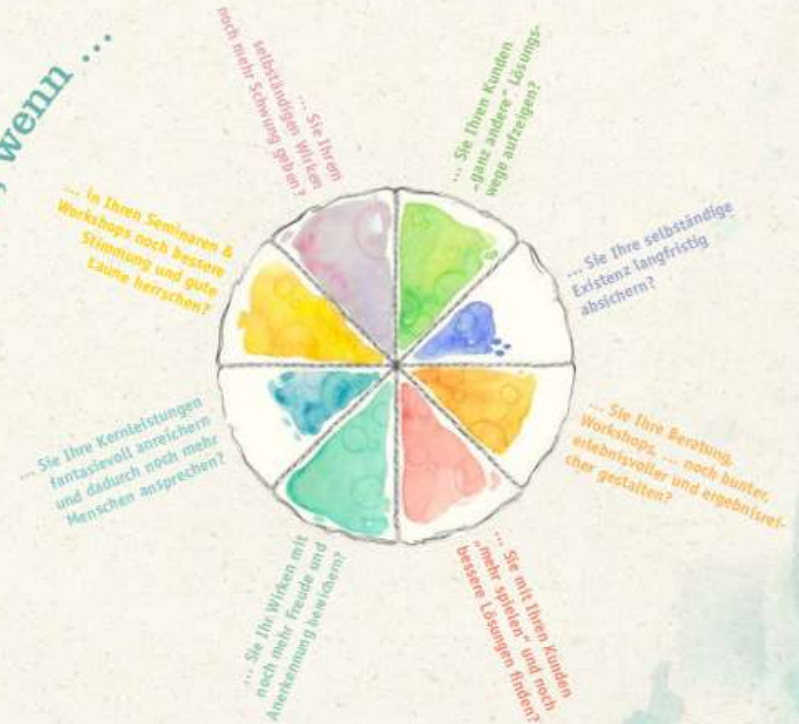 , wenn ...
... Sie Ihren Kunden
„ganz andere“ Lösungs-
wege aufzeigen?
... Sie Ihre selbständige
Existenz langfristig
absichern?
... Sie Ihre Beratung,
Workshops, .... noch bunter,
erlebnisvoller und ergebnisrei-
cher gestalten?
... Sie mit Ihren Kunden
„mehr spielen“ und noch
bessere Lösungen finden?
... Sie Ihr Wirken mit
noch mehr Freude und
Anerkennung bereichern?
... Sie Ihre Kernleistungen
fantasievoll anreichern
und dadurch noch mehr
Menschen ansprechen?
... in Ihren Seminaren &
Workshops noch bessere
Stimmung und gute
Laune herrschen?
... Sie Ihrem
selbständigen Wirken
noch mehr Schwung geben?